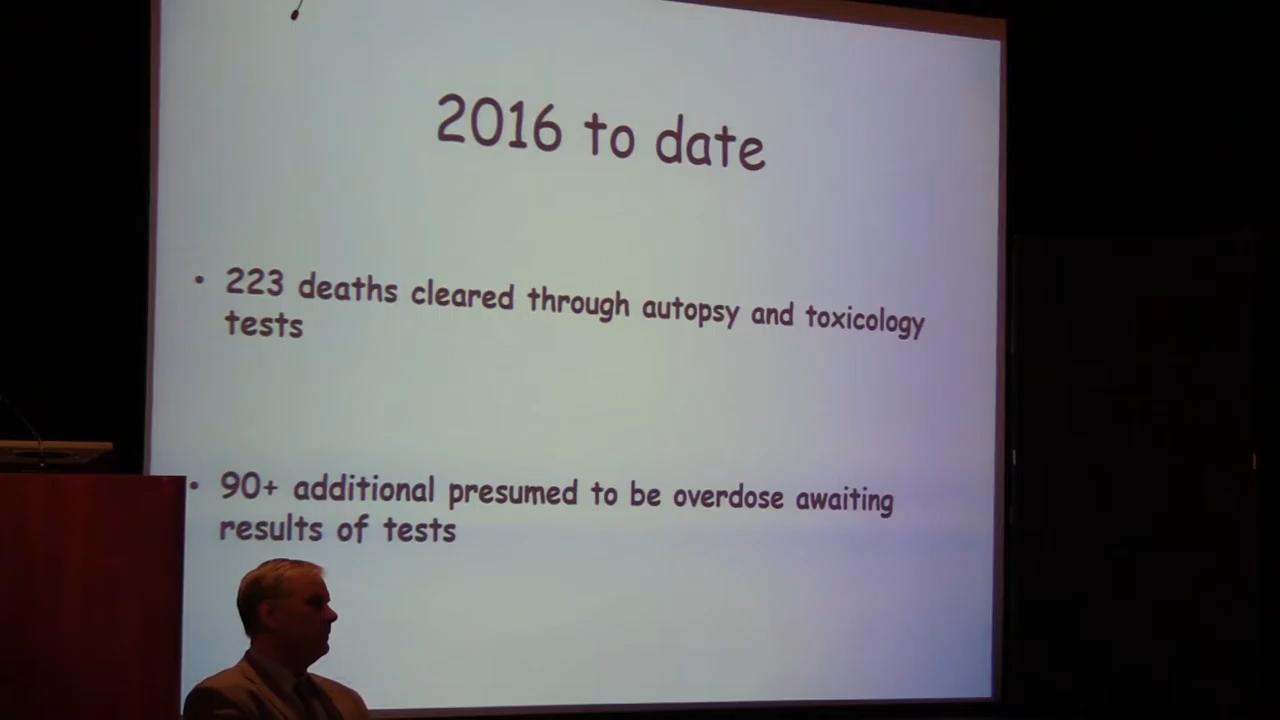 2016 to date
• 223 deaths cleared through autopsy and toxicology
tests
• 90+ additional presumed to be overdose awaiting
results of tests